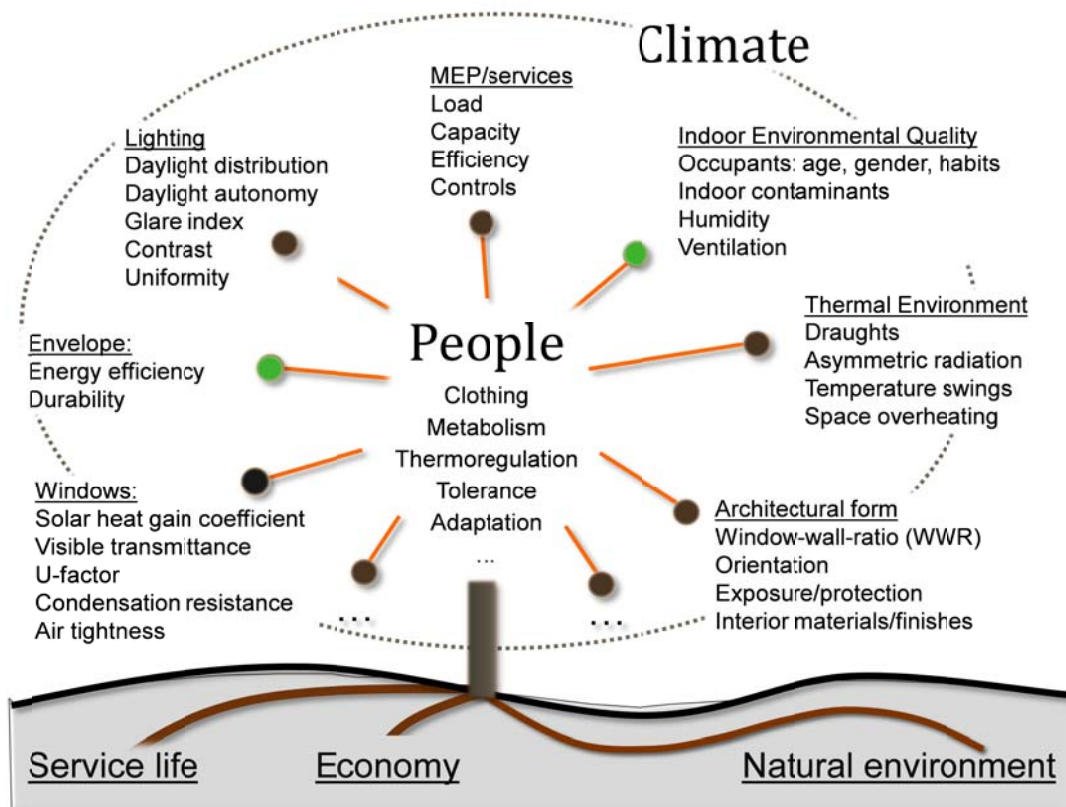 Climate
MEP/services
Load
Capacity
Efficiency
Controls
Lighting
Daylight distribution
Daylight autonomy
Glare index
Contrast
Uniformity
Indoor Environmental Quality
Occupants: age, gender, habits
Indoor contaminants
Humidity
Ventilation
Envelope:
Energy efficiency
Durability
People
Clothing
Metabolism
Thermoregulation
Tolerance
Adaptation
...
Thermal Environment
Draughts
Asymmetric radiation
Temperature swings
Space overheating
Windows:
Solar heat gain coefficient
Visible transmittance
U-factor
Condensation resistance
Air tightness
...
...
Architectural form
Window-wall-ratio (WWR)
Orientation
Exposure/protection
Interior materials/finishes
Service life
Economy
Natural environment